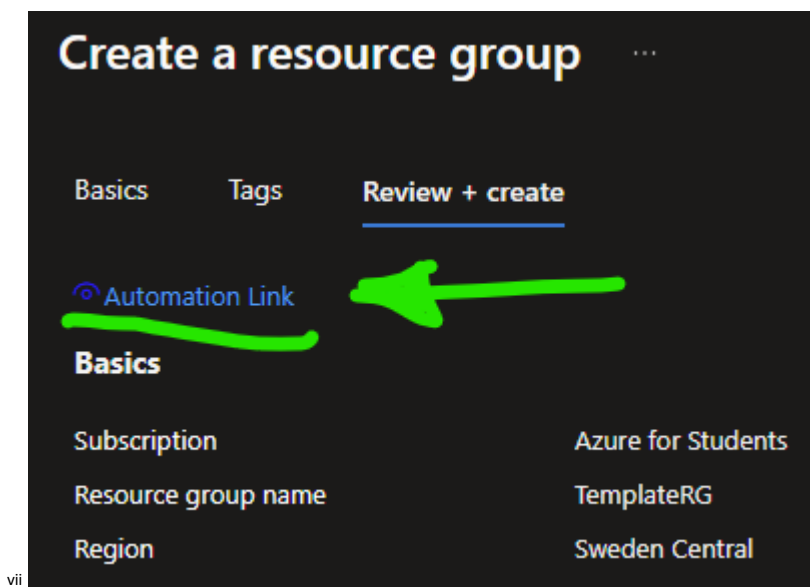 Create a resource group ...
Basics Tags Review + create
Automation Link
Basics
Subscription Azure for Students
Resource group name TemplateRG
Region Sweden Central
vii